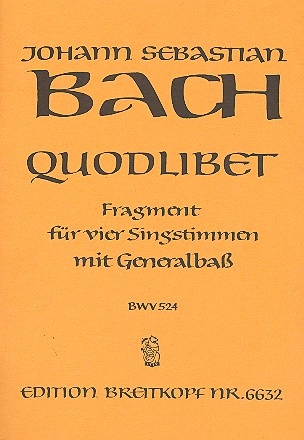 JOHANN SEBASTIAN
BACH
QUODLIBET
Fragment
für vier Singstimmen
mit Generalbaß
BWV 524
EDITION BREITKOPF NR. 6632